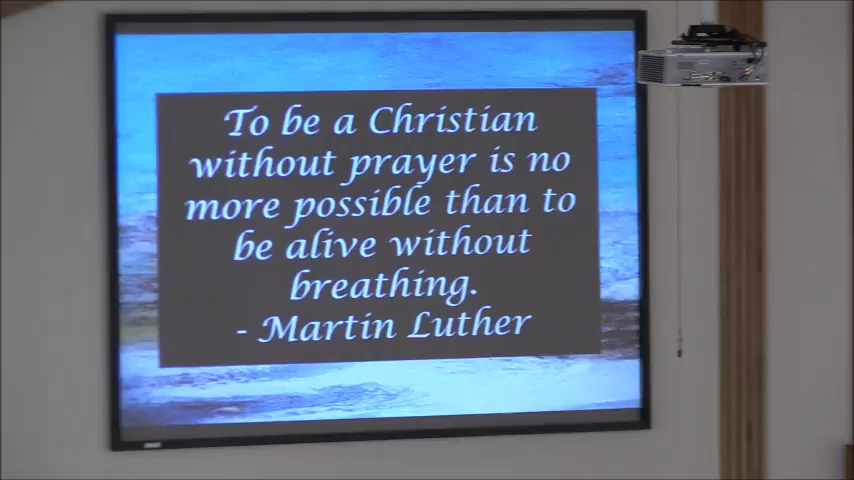 To be a Christian
without prayer is no
more possible than to
be alive without
breathing.
- Martin Luther